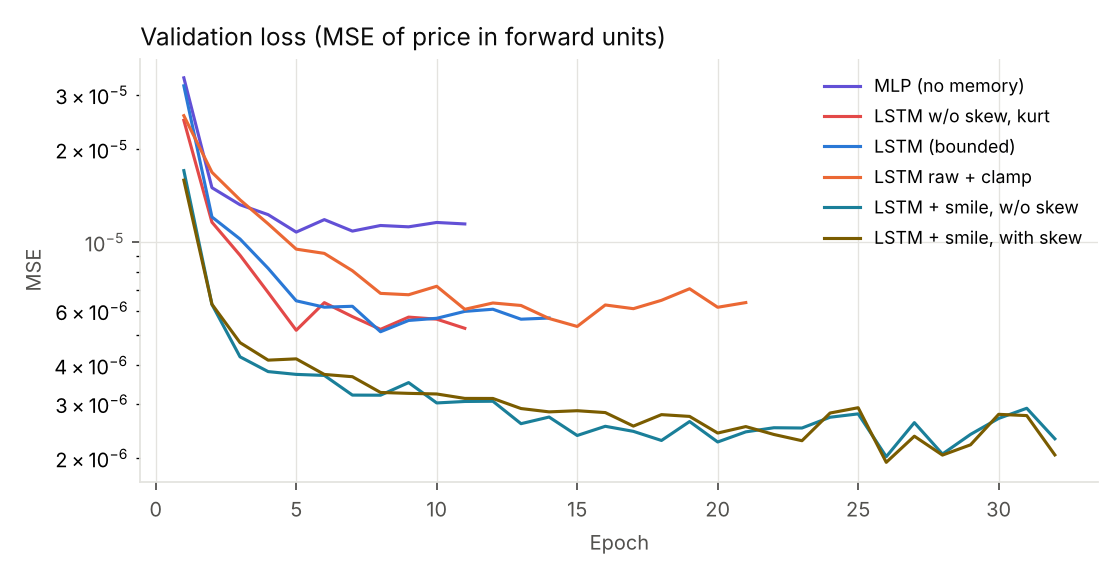 Validation loss (MSE of price in forward units)
3 × 10⁻⁵
2 × 10⁻⁵
10⁻⁵
6 × 10⁻⁶
4 × 10⁻⁶
3 × 10⁻⁶
2 × 10⁻⁶
MSE
MLP (no memory)
LSTM w/o skew, kurt
LSTM (bounded)
LSTM raw + clamp
LSTM + smile, w/o skew
LSTM + smile, with skew
0 5 10 15 20 25 30
Epoch